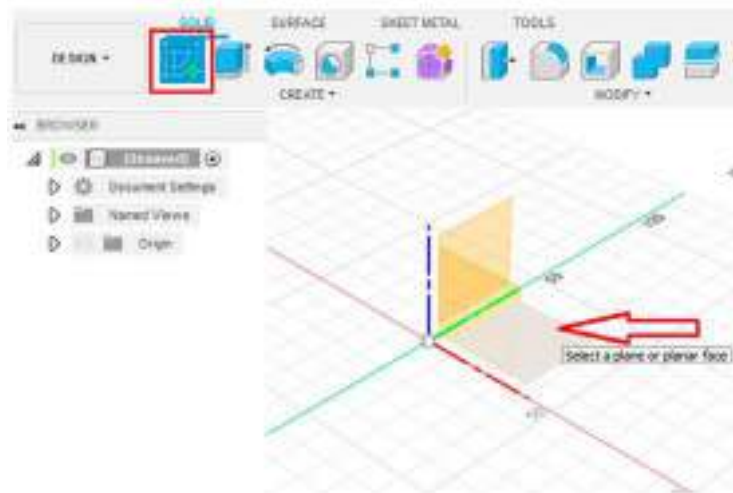 SOLID SURFACE SHEET METAL TOOLS
DESIGN
CREATE MODIFY
BROWSER
(Unsaved)
Document Settings
Named Views
Origin
Select a plane or planar face